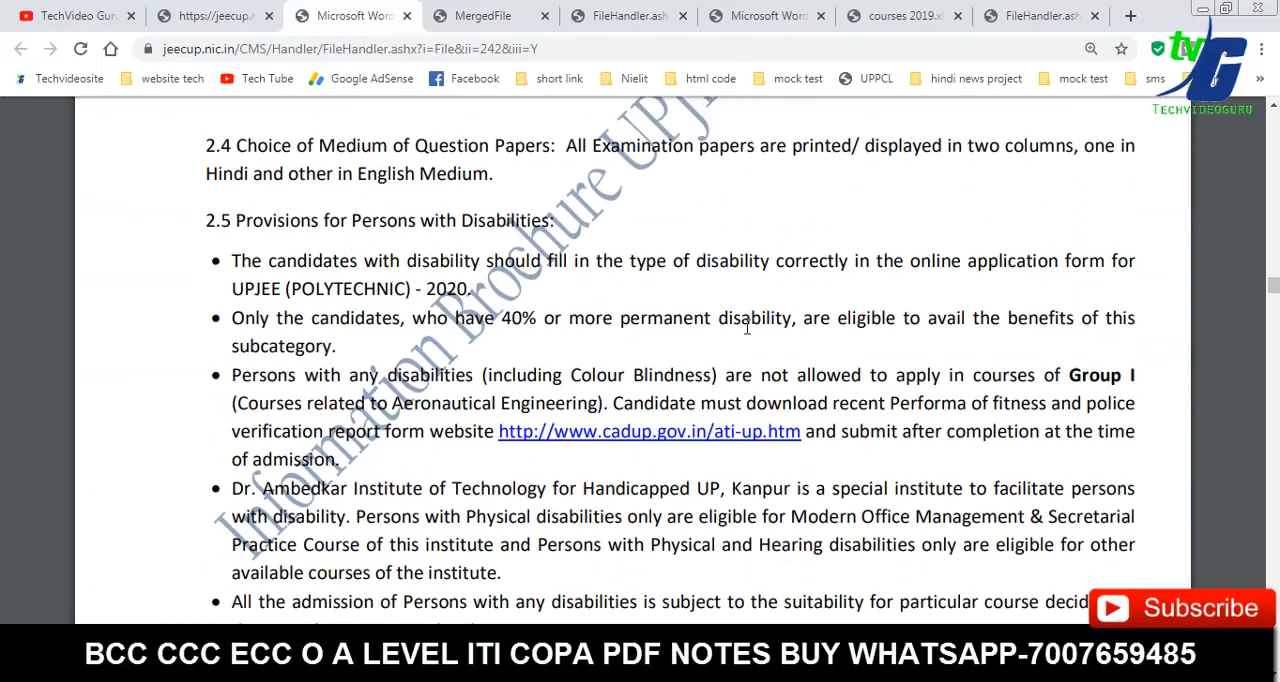 TechVideo Gur
https://jeecup.
Microsoft Word
MergedFile
FileHandler.ash
Microsoft Word
courses 2019.x
FileHandler.ash
jeecup.nic.in/CMS/Handler/FileHandler.ashx?i=File&ii=242&iii=Y
Techvideosite
website tech
Tech Tube
Google AdSense
Facebook
short link
Nielit
html code
mock test
UPPCL
hindi news project
mock test
sms
tv G
TECHVIDEOGURU
Information Brochure UPJ
2.4 Choice of Medium of Question Papers: All Examination papers are printed/ displayed in two columns, one in
Hindi and other in English Medium.
2.5 Provisions for Persons with Disabilities:
• The candidates with disability should fill in the type of disability correctly in the online application form for
UPJEE (POLYTECHNIC) - 2020.
• Only the candidates, who have 40% or more permanent disability, are eligible to avail the benefits of this
subcategory.
• Persons with any disabilities (including Colour Blindness) are not allowed to apply in courses of Group I
(Courses related to Aeronautical Engineering). Candidate must download recent Performa of fitness and police
verification report form website http://www.cadup.gov.in/ati-up.htm and submit after completion at the time
of admission.
• Dr. Ambedkar Institute of Technology for Handicapped UP, Kanpur is a special institute to facilitate persons
with disability. Persons with Physical disabilities only are eligible for Modern Office Management & Secretarial
Practice Course of this institute and Persons with Physical and Hearing disabilities only are eligible for other
available courses of the institute.
• All the admission of Persons with any disabilities is subject to the suitability for particular course decid
Subscribe
BCC CCC ECC O A LEVEL ITI COPA PDF NOTES BUY WHATSAPP-7007659485